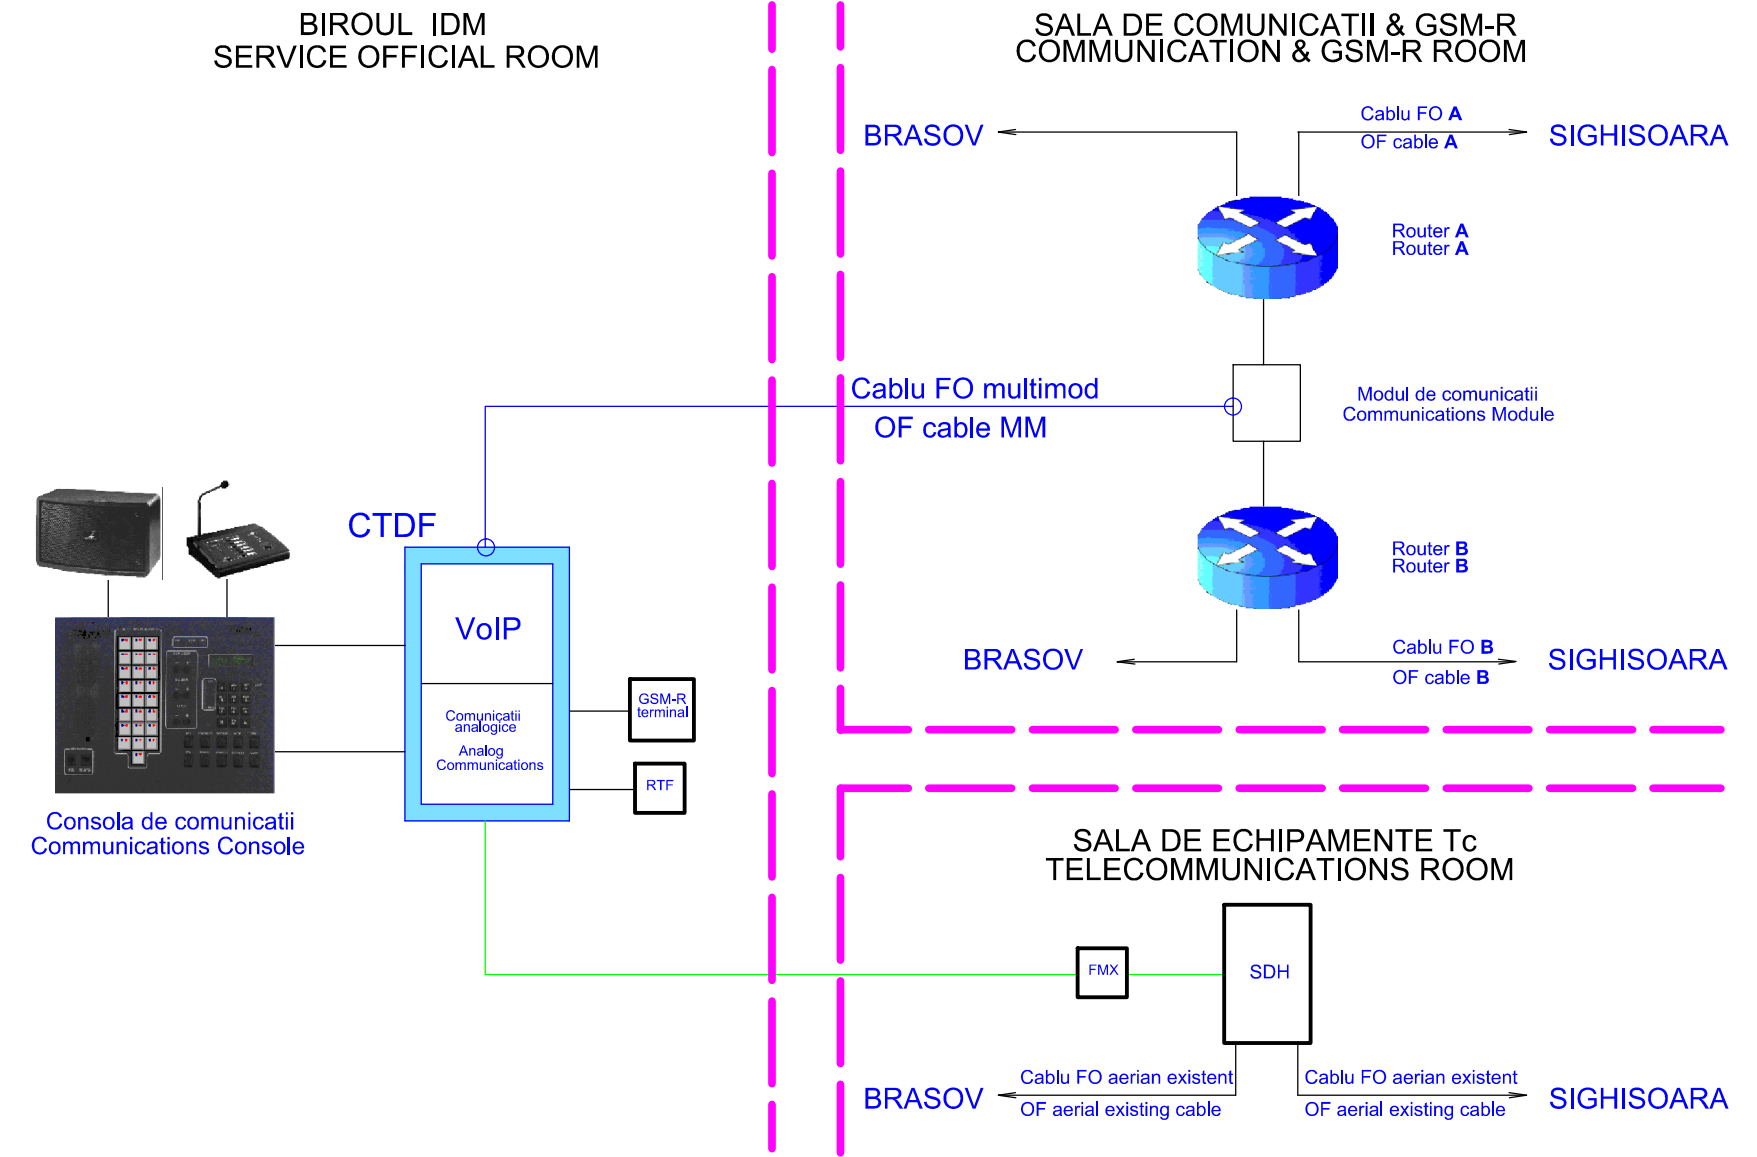 BIROUL IDM
SERVICE OFFICIAL ROOM
SALA DE COMUNICATII & GSM-R
COMMUNICATION & GSM-R ROOM
BRASOV
Cablu FO A
OF cable A
SIGHISOARA
Router A
Router A
Cablu FO multimod
OF cable MM
Modul de comunicatii
Communications Module
CTDF
VoIP
Comunicatii
analogice
Analog
Communications
GSM-R
terminal
RTF
Consola de comunicatii
Communications Console
Router B
Router B
BRASOV
Cablu FO B
OF cable B
SIGHISOARA
SALA DE ECHIPAMENTE Tc
TELECOMMUNICATIONS ROOM
FMX
SDH
BRASOV
Cablu FO aerian existent
OF aerial existing cable
Cablu FO aerian existent
OF aerial existing cable
SIGHISOARA